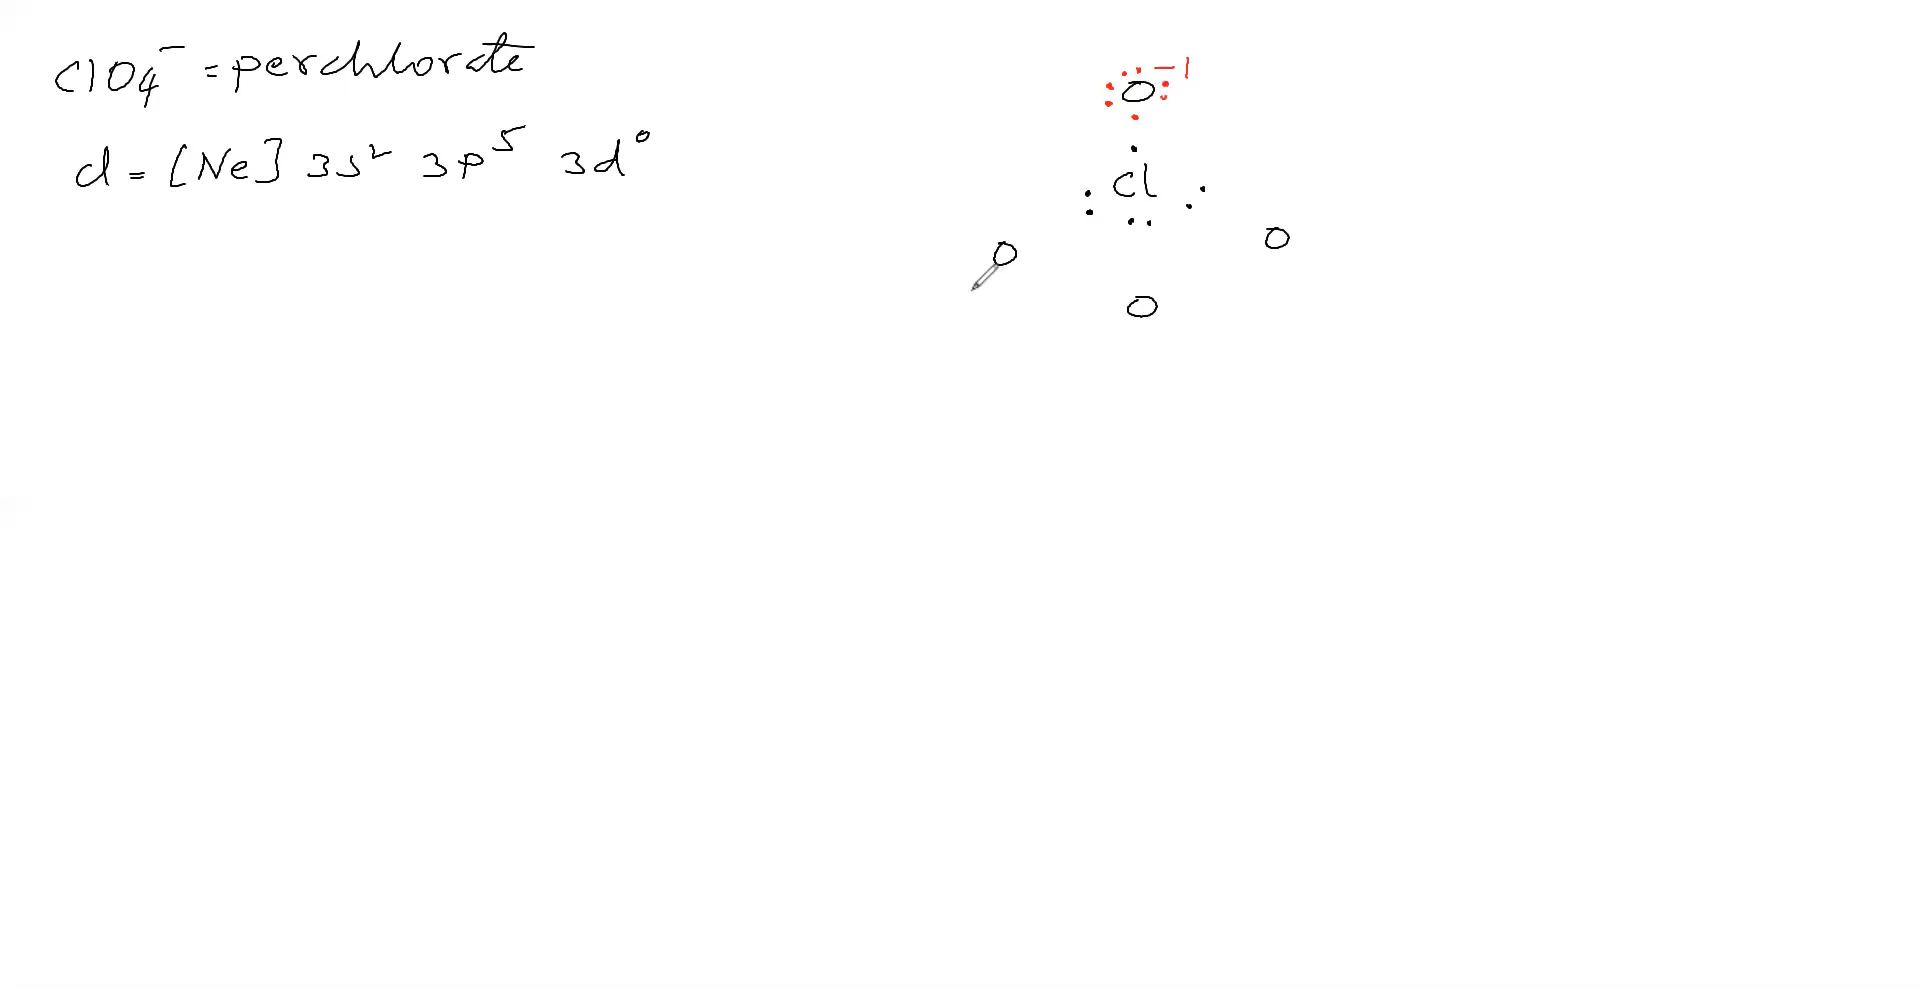 ClO4⁻ = perchlorate
Cl = [Ne] 3s² 3p⁵ 3d⁰
O −1
Cl
O O
O